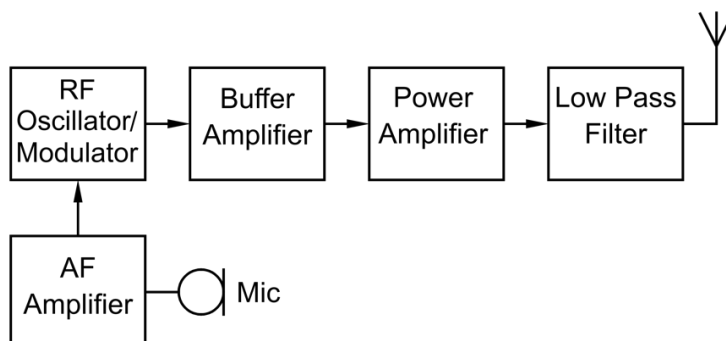 RF
Oscillator/
Modulator
Buffer
Amplifier
Power
Amplifier
Low Pass
Filter
AF
Amplifier
Mic